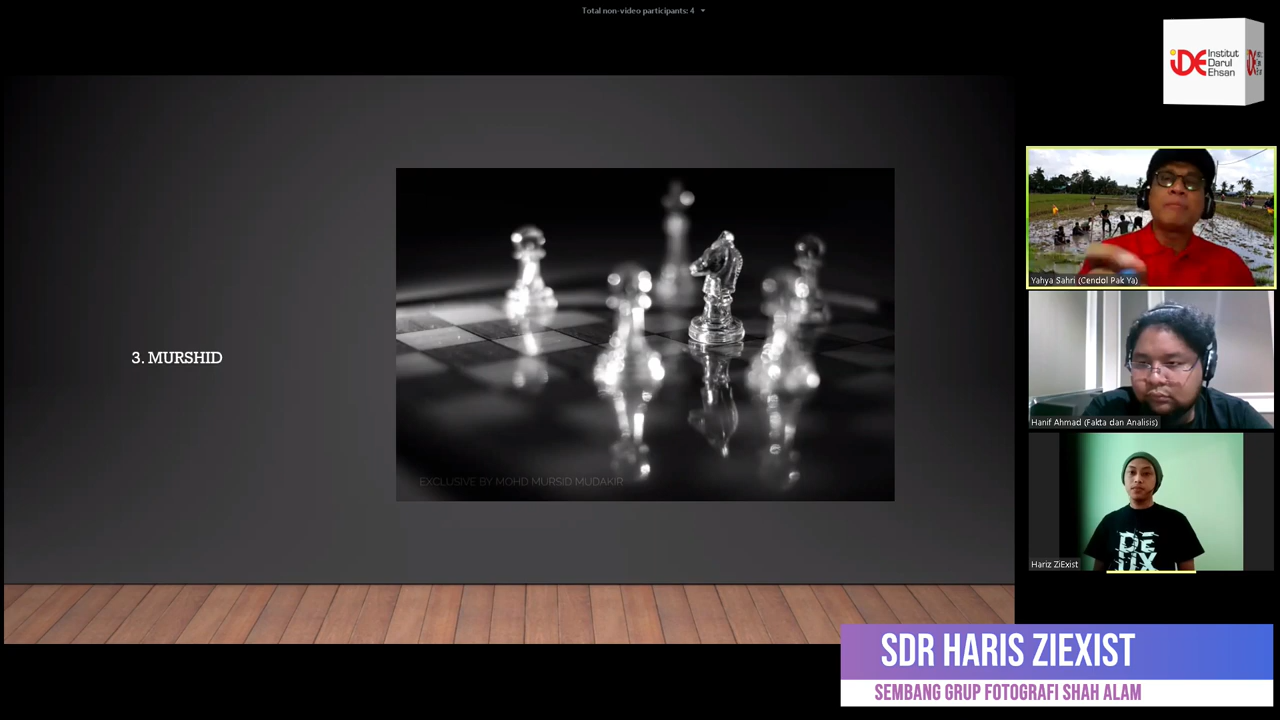 Total non-video participants: 4
Institut
Darul
Ehsan
iDE
3. MURSHID
EXCLUSIVE BY MOHD MURSID MUDAKIR
Yahya Sahri (Cendol Pak Ya)
Hanif Ahmad (Fakta dan Analisis)
Hariz ZiExist
SDR HARIS ZIEXIST
SEMBANG GRUP FOTOGRAFI SHAH ALAM